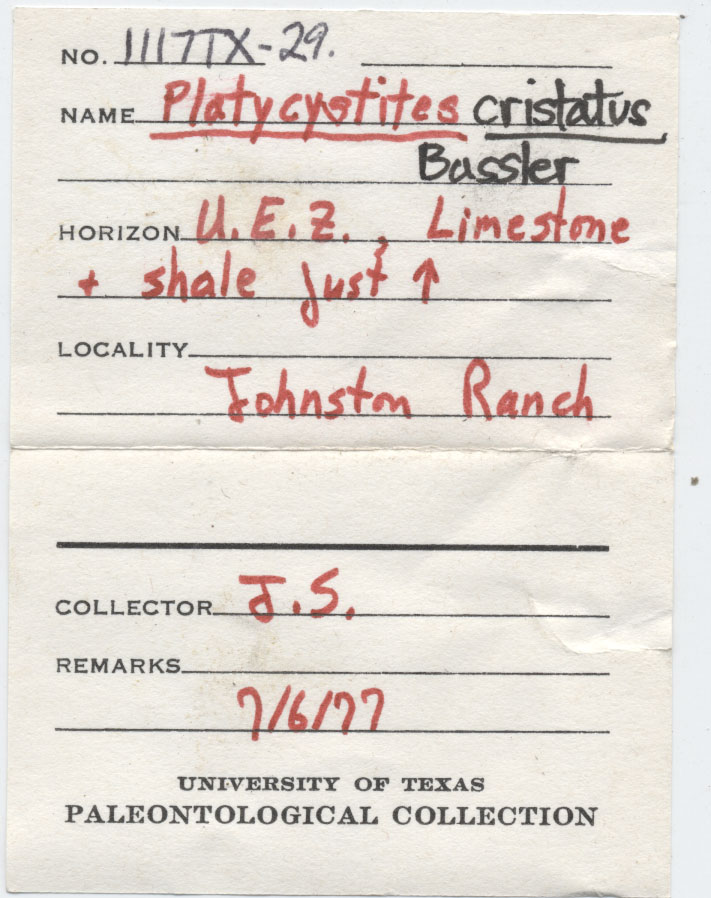 NO. 1117TX-29.
NAME Platycystites cristatus
Bassler
HORIZON U.E.Z., Limestone
+ shale just ↑
LOCALITY
Johnston Ranch
COLLECTOR J.S.
REMARKS
7/6/77
UNIVERSITY OF TEXAS
PALEONTOLOGICAL COLLECTION